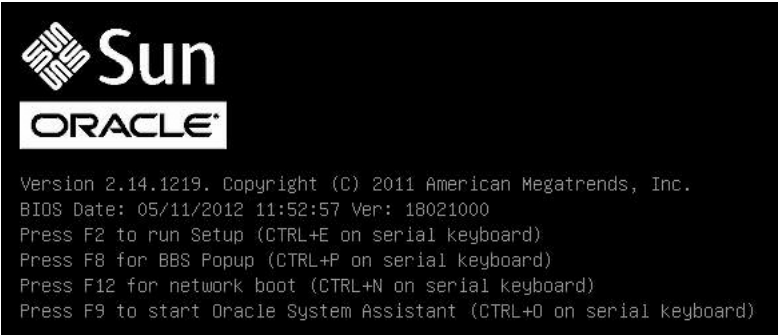 Sun
ORACLE
Version 2.14.1219. Copyright (C) 2011 American Megatrends, Inc.
BIOS Date: 05/11/2012 11:52:57 Ver: 18021000
Press F2 to run Setup (CTRL+E on serial keyboard)
Press F8 for BBS Popup (CTRL+P on serial keyboard)
Press F12 for network boot (CTRL+N on serial keyboard)
Press F9 to start Oracle System Assistant (CTRL+O on serial keyboard)